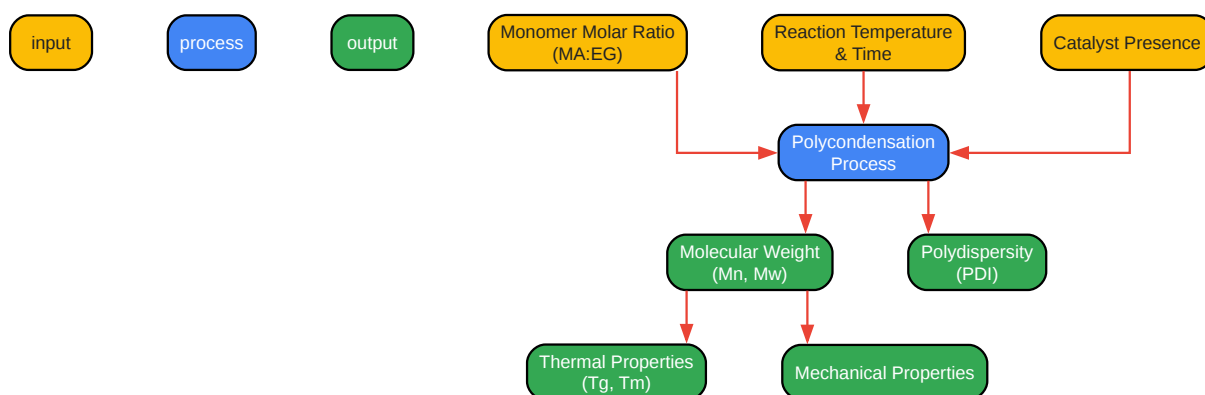 input
process
output
Monomer Molar Ratio
(MA:EG)
Reaction Temperature
& Time
Catalyst Presence
Polycondensation
Process
Molecular Weight
(Mn, Mw)
Polydispersity
(PDI)
Thermal Properties
(Tg, Tm)
Mechanical Properties